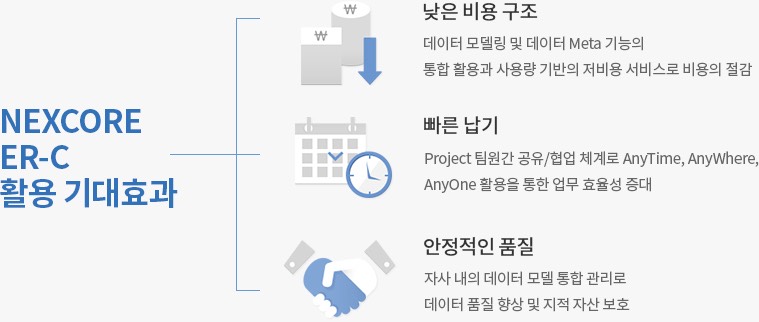 NEXCORE
ER-C
활용 기대효과
₩
₩
낮은 비용 구조
데이터 모델링 및 데이터 Meta 기능의
통합 활용과 사용량 기반의 저비용 서비스로 비용의 절감
빠른 납기
Project 팀원간 공유/협업 체계로 AnyTime, AnyWhere,
AnyOne 활용을 통한 업무 효율성 증대
안정적인 품질
자사 내의 데이터 모델 통합 관리로
데이터 품질 향상 및 지적 자산 보호